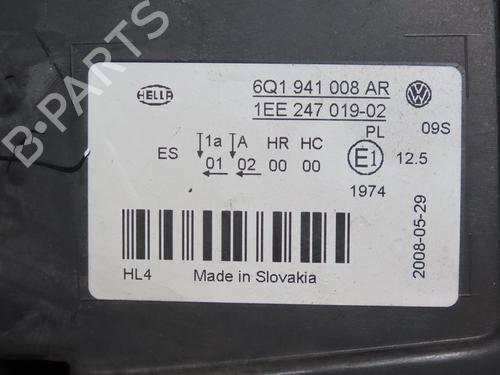 B-PARTS
HELLA
6Q1 941 008 AR
1EE 247 019-02
PL 09S
ES 1a A HR HC E1 12.5
01 02 00 00
1974
2008-05-29
HL4 Made in Slovakia